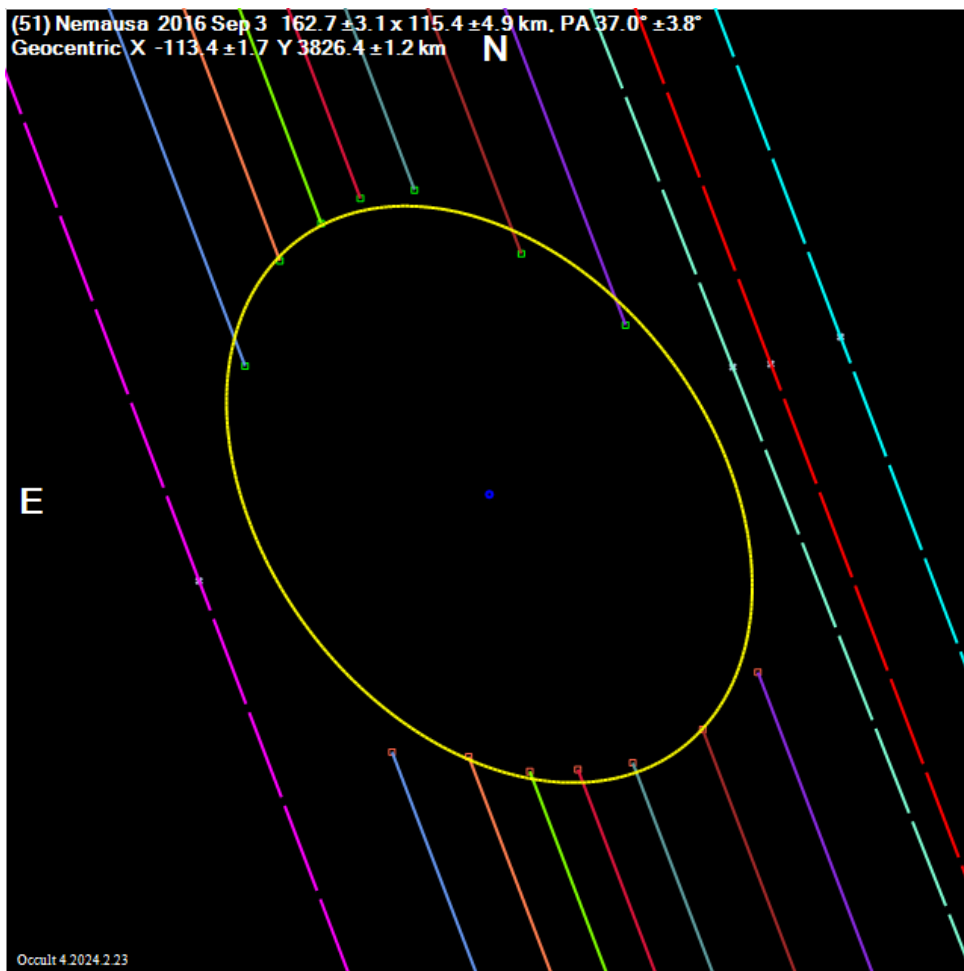 (51) Nemausa 2016 Sep 3 162.7 ±3.1 x 115.4 ±4.9 km, PA 37.0° ±3.8°
Geocentric X -113.4 ±1.7 Y 3826.4 ±1.2 km
N
E
Occult 4.2024.2.23